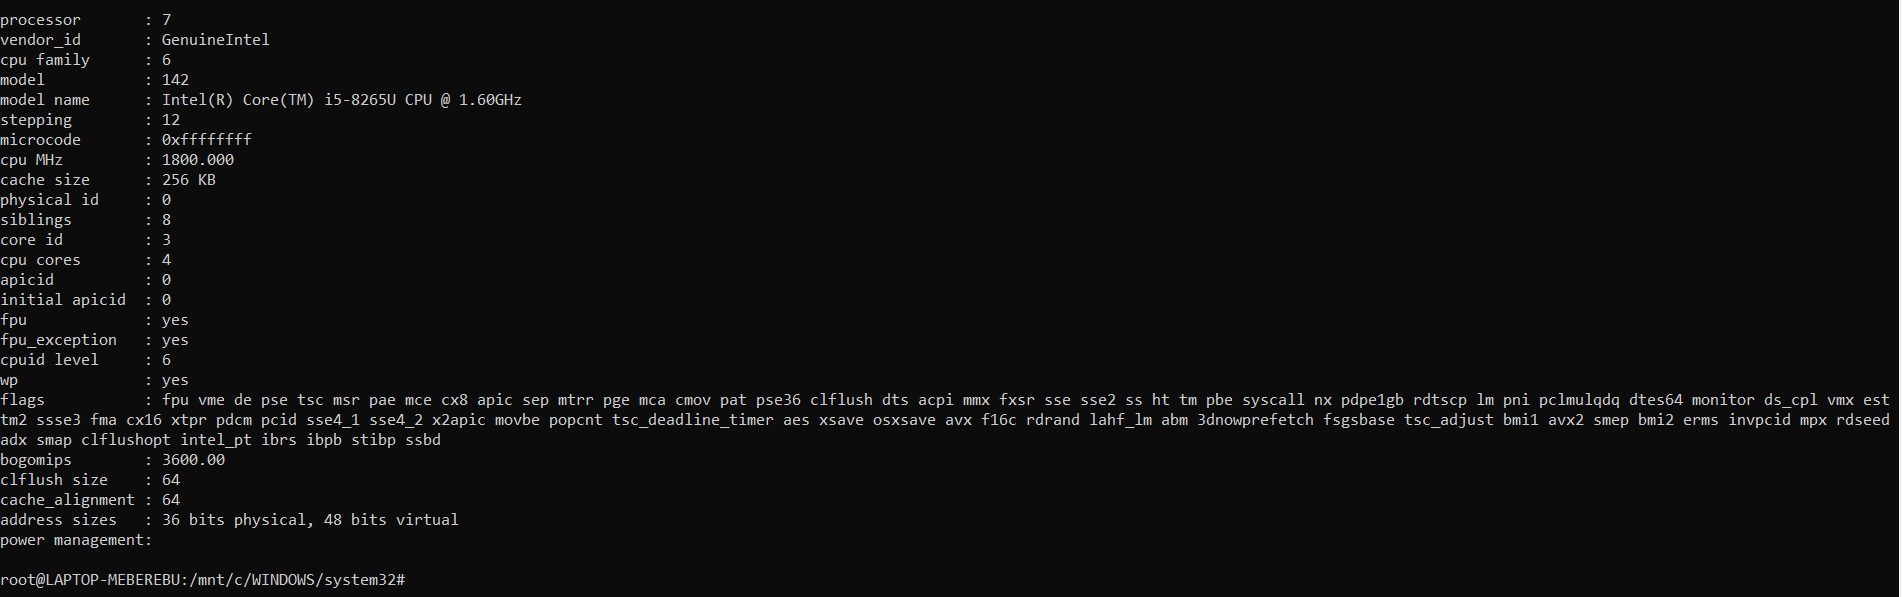 processor       : 7
vendor_id       : GenuineIntel
cpu family      : 6
model           : 142
model name      : Intel(R) Core(TM) i5-8265U CPU @ 1.60GHz
stepping        : 12
microcode       : 0xffffffff
cpu MHz         : 1800.000
cache size      : 256 KB
physical id     : 0
siblings        : 8
core id         : 3
cpu cores       : 4
apicid          : 0
initial apicid  : 0
fpu             : yes
fpu_exception   : yes
cpuid level     : 6
wp              : yes
flags           : fpu vme de pse tsc msr pae mce cx8 apic sep mtrr pge mca cmov pat pse36 clflush dts acpi mmx fxsr sse sse2 ss ht tm pbe syscall nx pdpe1gb rdtscp lm pni pclmulqdq dtes64 monitor ds_cpl vmx est
tm2 ssse3 fma cx16 xtpr pdcm pcid sse4_1 sse4_2 x2apic movbe popcnt tsc_deadline_timer aes xsave osxsave avx f16c rdrand lahf_lm abm 3dnowprefetch fsgsbase tsc_adjust bmi1 avx2 smep bmi2 erms invpcid mpx rdseed
adx smap clflushopt intel_pt ibrs ibpb stibp ssbd
bogomips        : 3600.00
clflush size    : 64
cache_alignment : 64
address sizes   : 36 bits physical, 48 bits virtual
power management:
root@LAPTOP-MEBEREBU:/mnt/c/WINDOWS/system32#